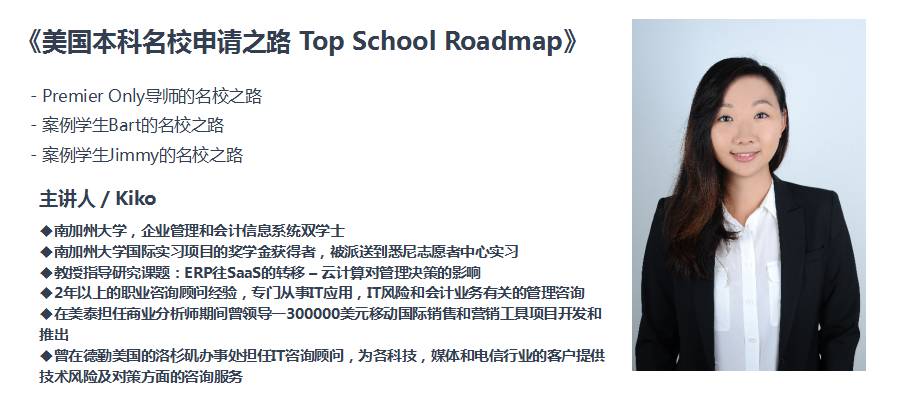 《美国本科名校申请之路 Top School Roadmap》
- Premier Only导师的名校之路
- 案例学生Bart的名校之路
- 案例学生Jimmy的名校之路
主讲人 / Kiko
◆南加州大学，企业管理和会计信息系统双学士
◆南加州大学国际实习项目的奖学金获得者，被派送到悉尼志愿者中心实习
◆教授指导研究课题：ERP往SaaS的转移 – 云计算对管理决策的影响
◆2年以上的职业咨询顾问经验，专门从事IT应用，IT风险和会计业务有关的管理咨询
◆在美泰担任商业分析师期间曾领导一300000美元移动国际销售和营销工具项目开发和
推出
◆曾在德勤美国的洛杉矶办事处担任IT咨询顾问，为各科技，媒体和电信行业的客户提供
技术风险及对策方面的咨询服务